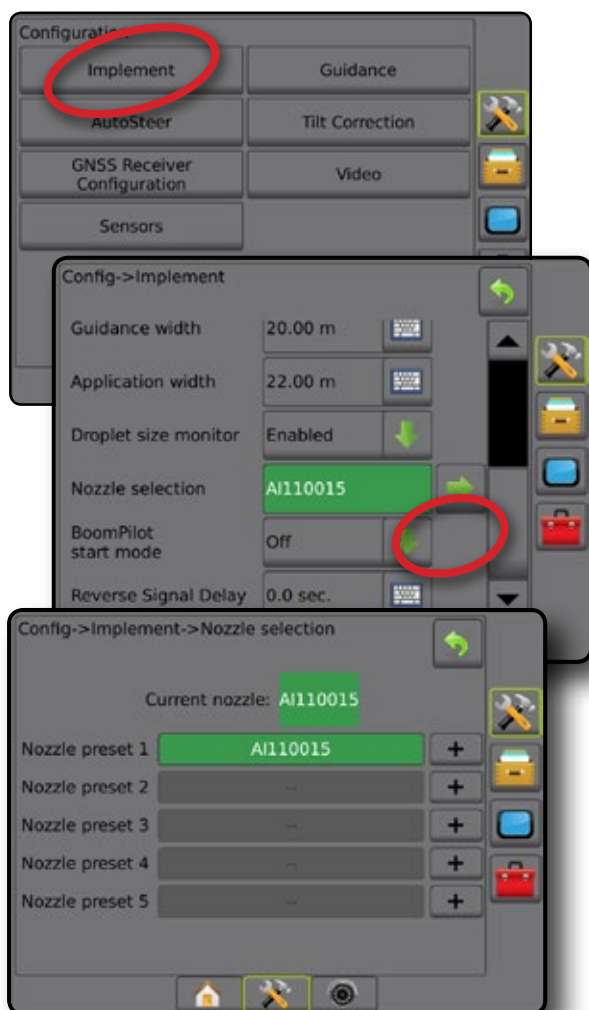 Configuration
Implement Guidance
AutoSteer Tilt Correction
GNSS Receiver
Configuration
Video
Sensors
Config->Implement
Guidance width 20.00 m
Application width 22.00 m
Droplet size monitor Enabled
Nozzle selection AI110015
BoomPilot
start mode
Off
Reverse Signal Delay 0.0 sec.
Config->Implement->Nozzle selection
Current nozzle: AI110015
Nozzle preset 1 AI110015 +
Nozzle preset 2 -- +
Nozzle preset 3 -- +
Nozzle preset 4 -- +
Nozzle preset 5 -- +